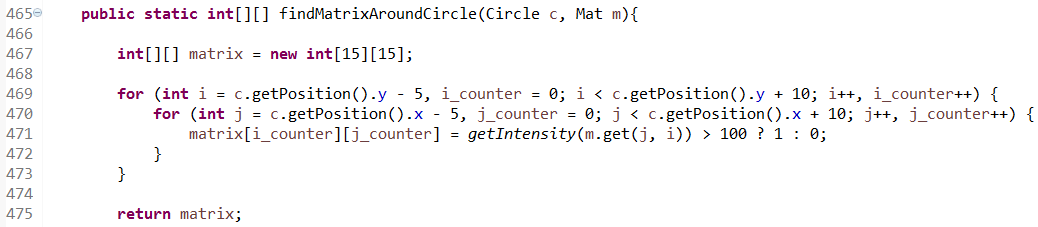 465 public static int[][] findMatrixAroundCircle(Circle c, Mat m){
466
467 int[][] matrix = new int[15][15];
468
469 for (int i = c.getPosition().y - 5, i_counter = 0; i < c.getPosition().y + 10; i++, i_counter++) {
470 for (int j = c.getPosition().x - 5, j_counter = 0; j < c.getPosition().x + 10; j++, j_counter++) {
471 matrix[i_counter][j_counter] = getIntensity(m.get(j, i)) > 100 ? 1 : 0;
472 }
473 }
474
475 return matrix;